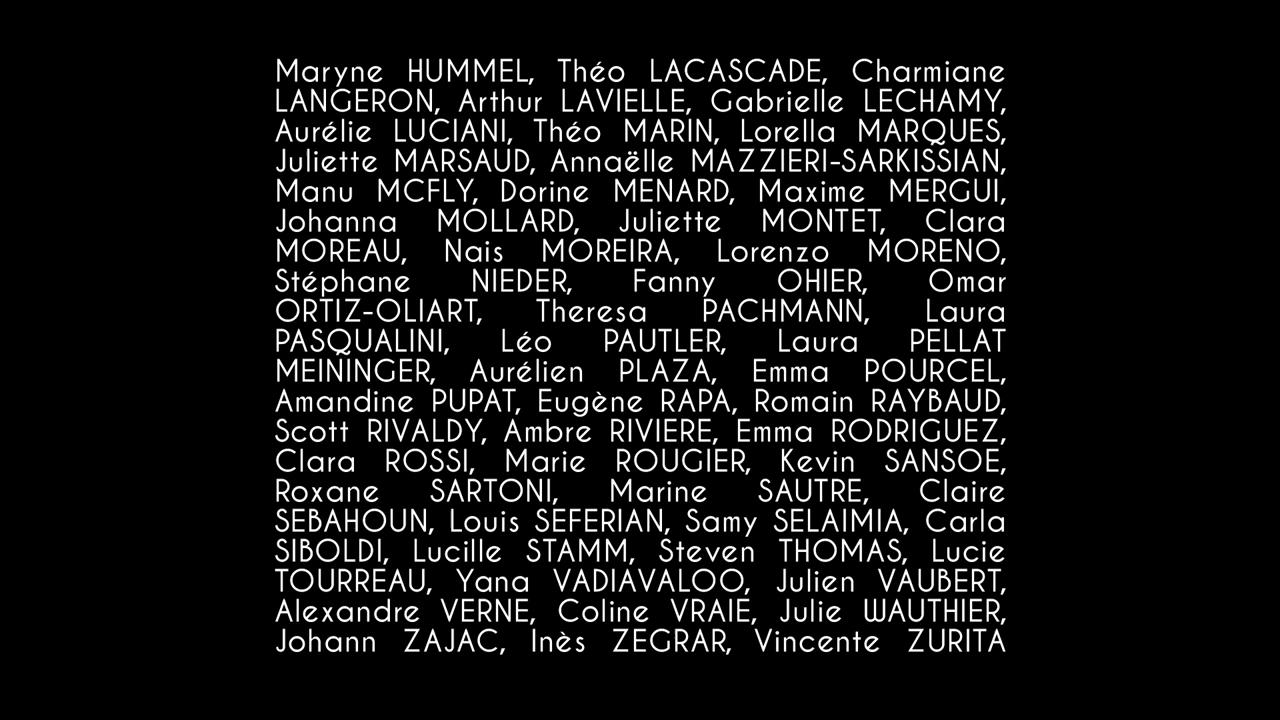 Maryne HUMMEL, Théo LACASCADE, Charmiane
LANGERON, Arthur LAVIELLE, Gabrielle LECHAMY,
Aurélie LUCIANI, Théo MARIN, Lorella MARQUES,
Juliette MARSAUD, Annaëlle MAZZIERI-SARKISSIAN,
Manu MCFLY, Dorine MENARD, Maxime MERGUI,
Johanna MOLLARD, Juliette MONTET, Clara
MOREAU, Nais MOREIRA, Lorenzo MORENO,
Stéphane NIEDER, Fanny OHIER, Omar
ORTIZ-OLIART, Theresa PACHMANN, Laura
PASQUALINI, Léo PAUTLER, Laura PELLAT
MEININGER, Aurélien PLAZA, Emma POURCEL,
Amandine PUPAT, Eugène RAPA, Romain RAYBAUD,
Scott RIVALDY, Ambre RIVIERE, Emma RODRIGUEZ,
Clara ROSSI, Marie ROUGIER, Kevin SANSOE,
Roxane SARTONI, Marine SAUTRE, Claire
SEBAHOUN, Louis SEFERIAN, Samy SELAIMIA, Carla
SIBOLDI, Lucille STAMM, Steven THOMAS, Lucie
TOURREAU, Yana VADIAVALOO, Julien VAUBERT,
Alexandre VERNE, Coline VRAIE, Julie WAUTHIER,
Johann ZAJAC, Inès ZEGRAR, Vincente ZURITA